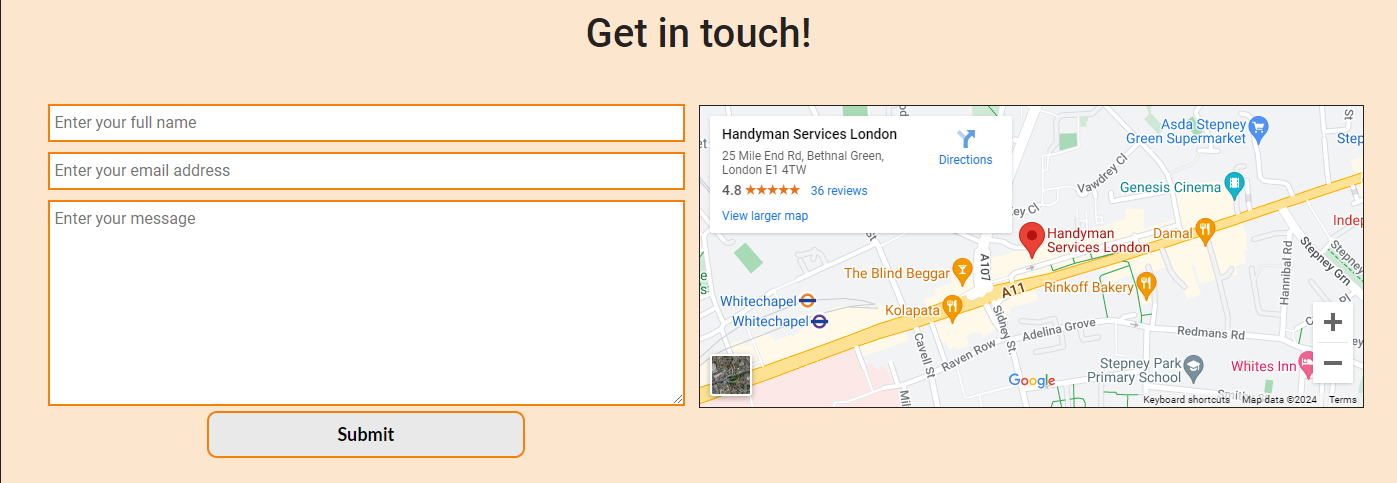 Get in touch!
Enter your full name
Enter your email address
Enter your message
Submit
Handyman Services London
25 Mile End Rd, Bethnal Green,
London E1 4TW
Directions
4.8
36 reviews
View larger map
Asda Stepney
Green Supermarket
Vawdrey Cl
Genesis Cinema
Key Cl
Handyman
Services London
Damal
A107
The Blind Beggar
A11
Rinkoff Bakery
Hannibal Rd
Stepney Grn
Whitechapel
Whitechapel
Kolapata
Sidney St.
Adelina Grove
Redmans Rd
Cavell St
Raven Row
Stepney Park
Primary School
Whites Inn
Google
Keyboard shortcuts
Map data ©2024
Terms